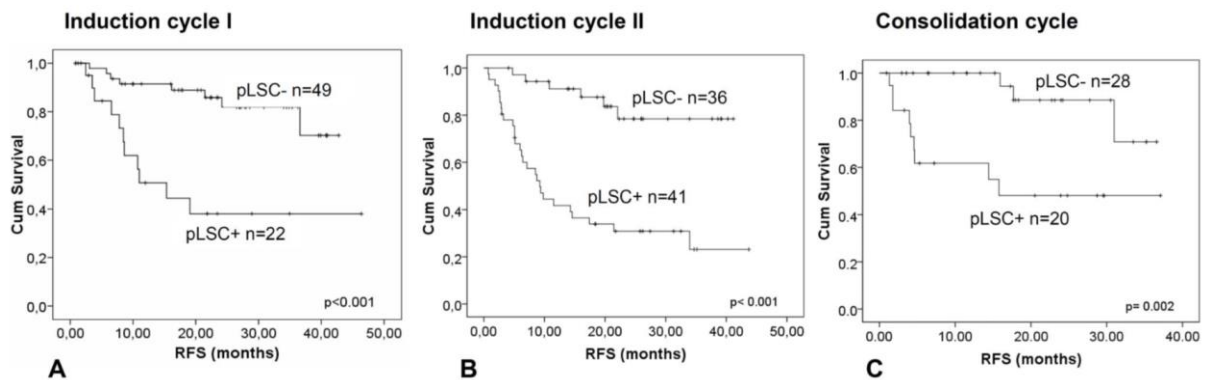 Induction cycle I
Cum Survival
1,0
0,8
0,6
0,4
0,2
0,0
pLSC- n=49
pLSC+ n=22
p<0.001
0,00 10,00 20,00 30,00 40,00 50,00
RFS (months)
A
Induction cycle II
Cum Survival
1,0
0,8
0,6
0,4
0,2
0,0
pLSC- n=36
pLSC+ n=41
p< 0.001
0,00 10,00 20,00 30,00 40,00 50,00
RFS (months)
B
Consolidation cycle
Cum Survival
1,0
0,8
0,6
0,4
0.2
0,0
pLSC- n=28
pLSC+ n=20
p= 0.002
0,00 10,00 20,00 30,00 40,00
RFS (months)
C